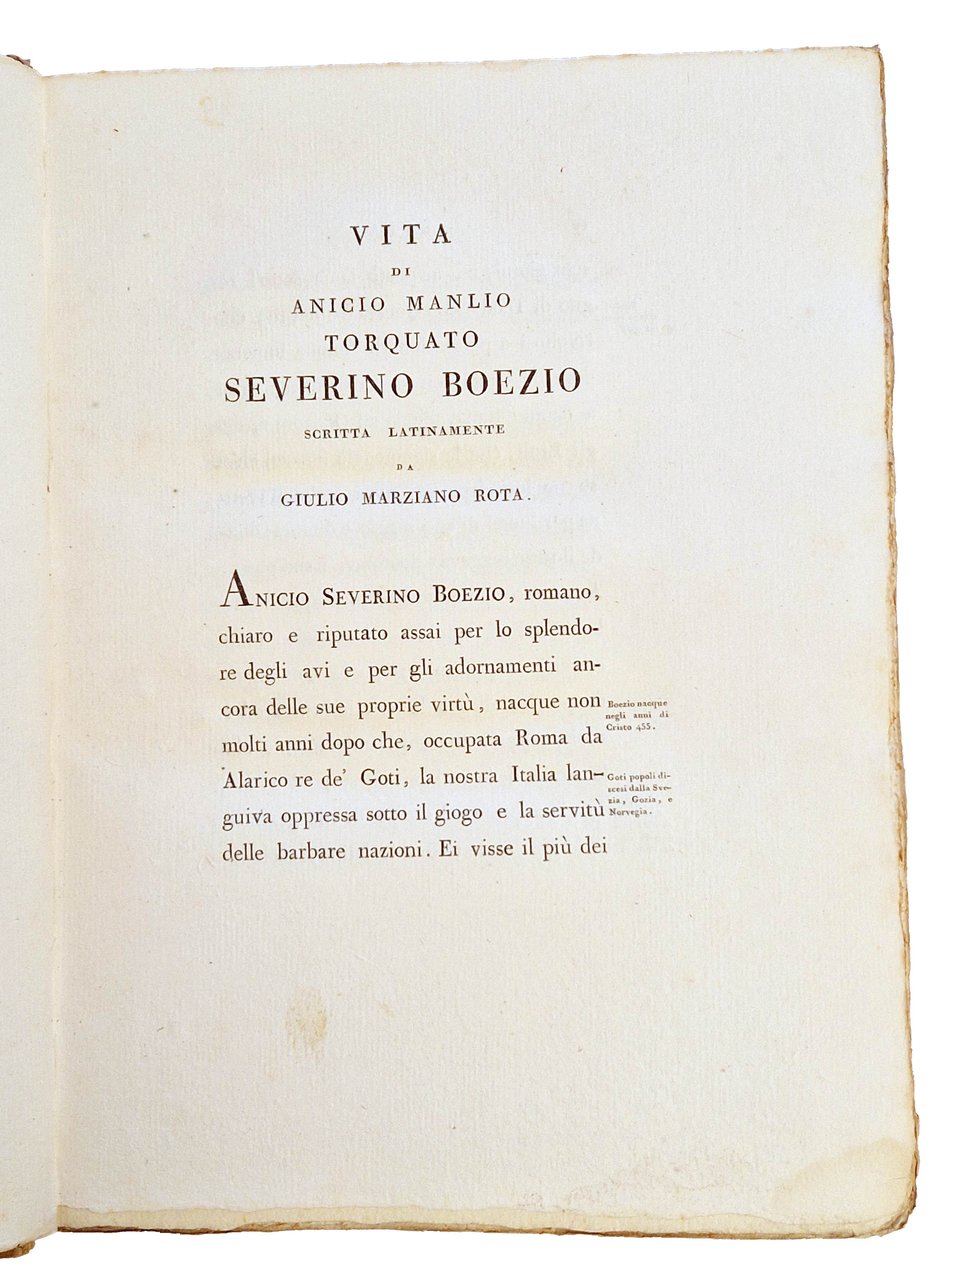 VITA
DI
ANICIO MANLIO
TORQUATO
SEVERINO BOEZIO
SCRITTA LATINAMENTE
DA
GIULIO MARZIANO ROTA.
ANICIO SEVERINO BOEZIO, romano,
chiaro e riputato assai per lo splendo-
re degli avi e per gli adornamenti an-
cora delle sue proprie virtù, nacque non
molti anni dopo che, occupata Roma da
Alarico re de' Goti, la nostra Italia lan-
guiva oppressa sotto il giogo e la servitù
delle barbare nazioni. Ei visse il più dei
Boezio nacque
negli anni di
Cristo 455.
Goti popoli di-
scesi dalla Sve-
zia, Gozia, e
Norvegia.